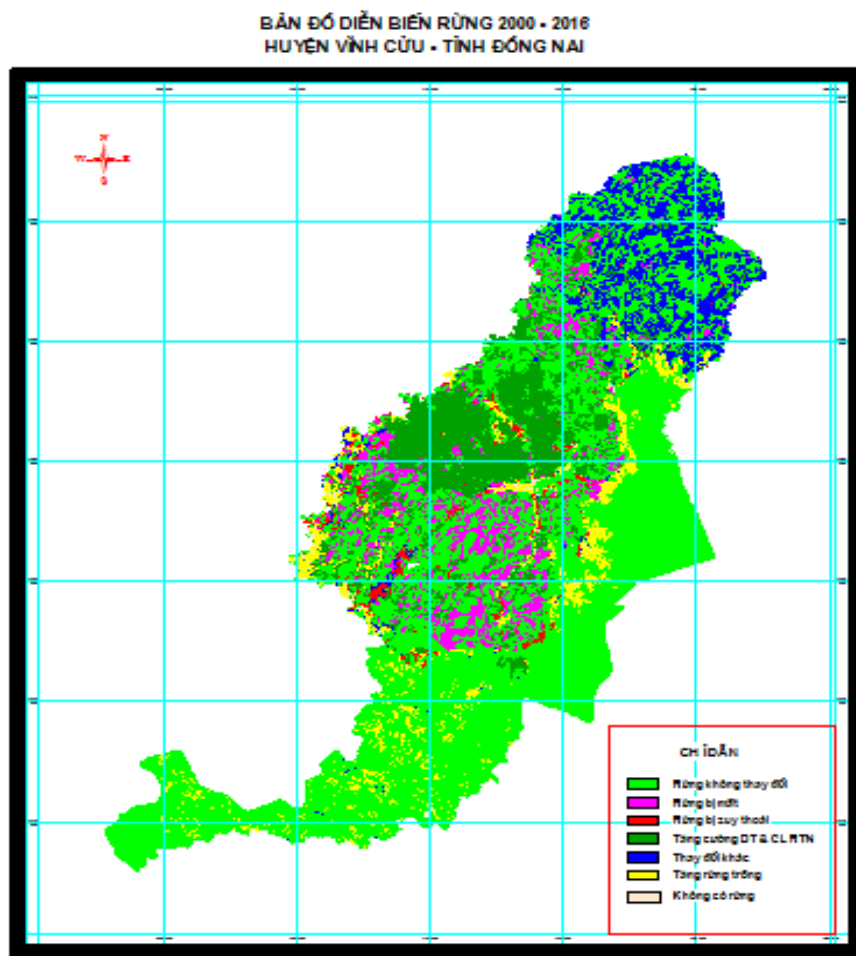 BẢN ĐỒ DIỄN BIẾN RỪNG 2000 - 2016
HUYỆN VĨNH CỬU - TỈNH ĐỒNG NAI
N
W E
S
CHỈ DẪN
Rừng không thay đổi
Rừng bị mất
Rừng bị suy thoái
Tăng cường DT & CL RTN
Thay đổi khác
Tăng rừng trồng
Không có rừng